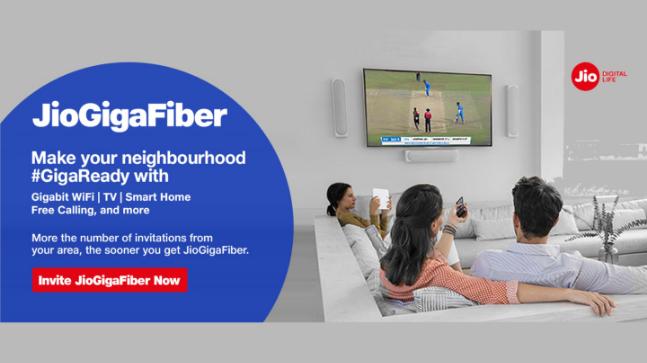 JioGigaFiber
Make your neighbourhood
#GigaReady with
Gigabit WiFi | TV | Smart Home
Free Calling, and more
More the number of invitations from
your area, the sooner you get JioGigaFiber.
Invite JioGigaFiber Now
Jio
DIGITAL
LIFE